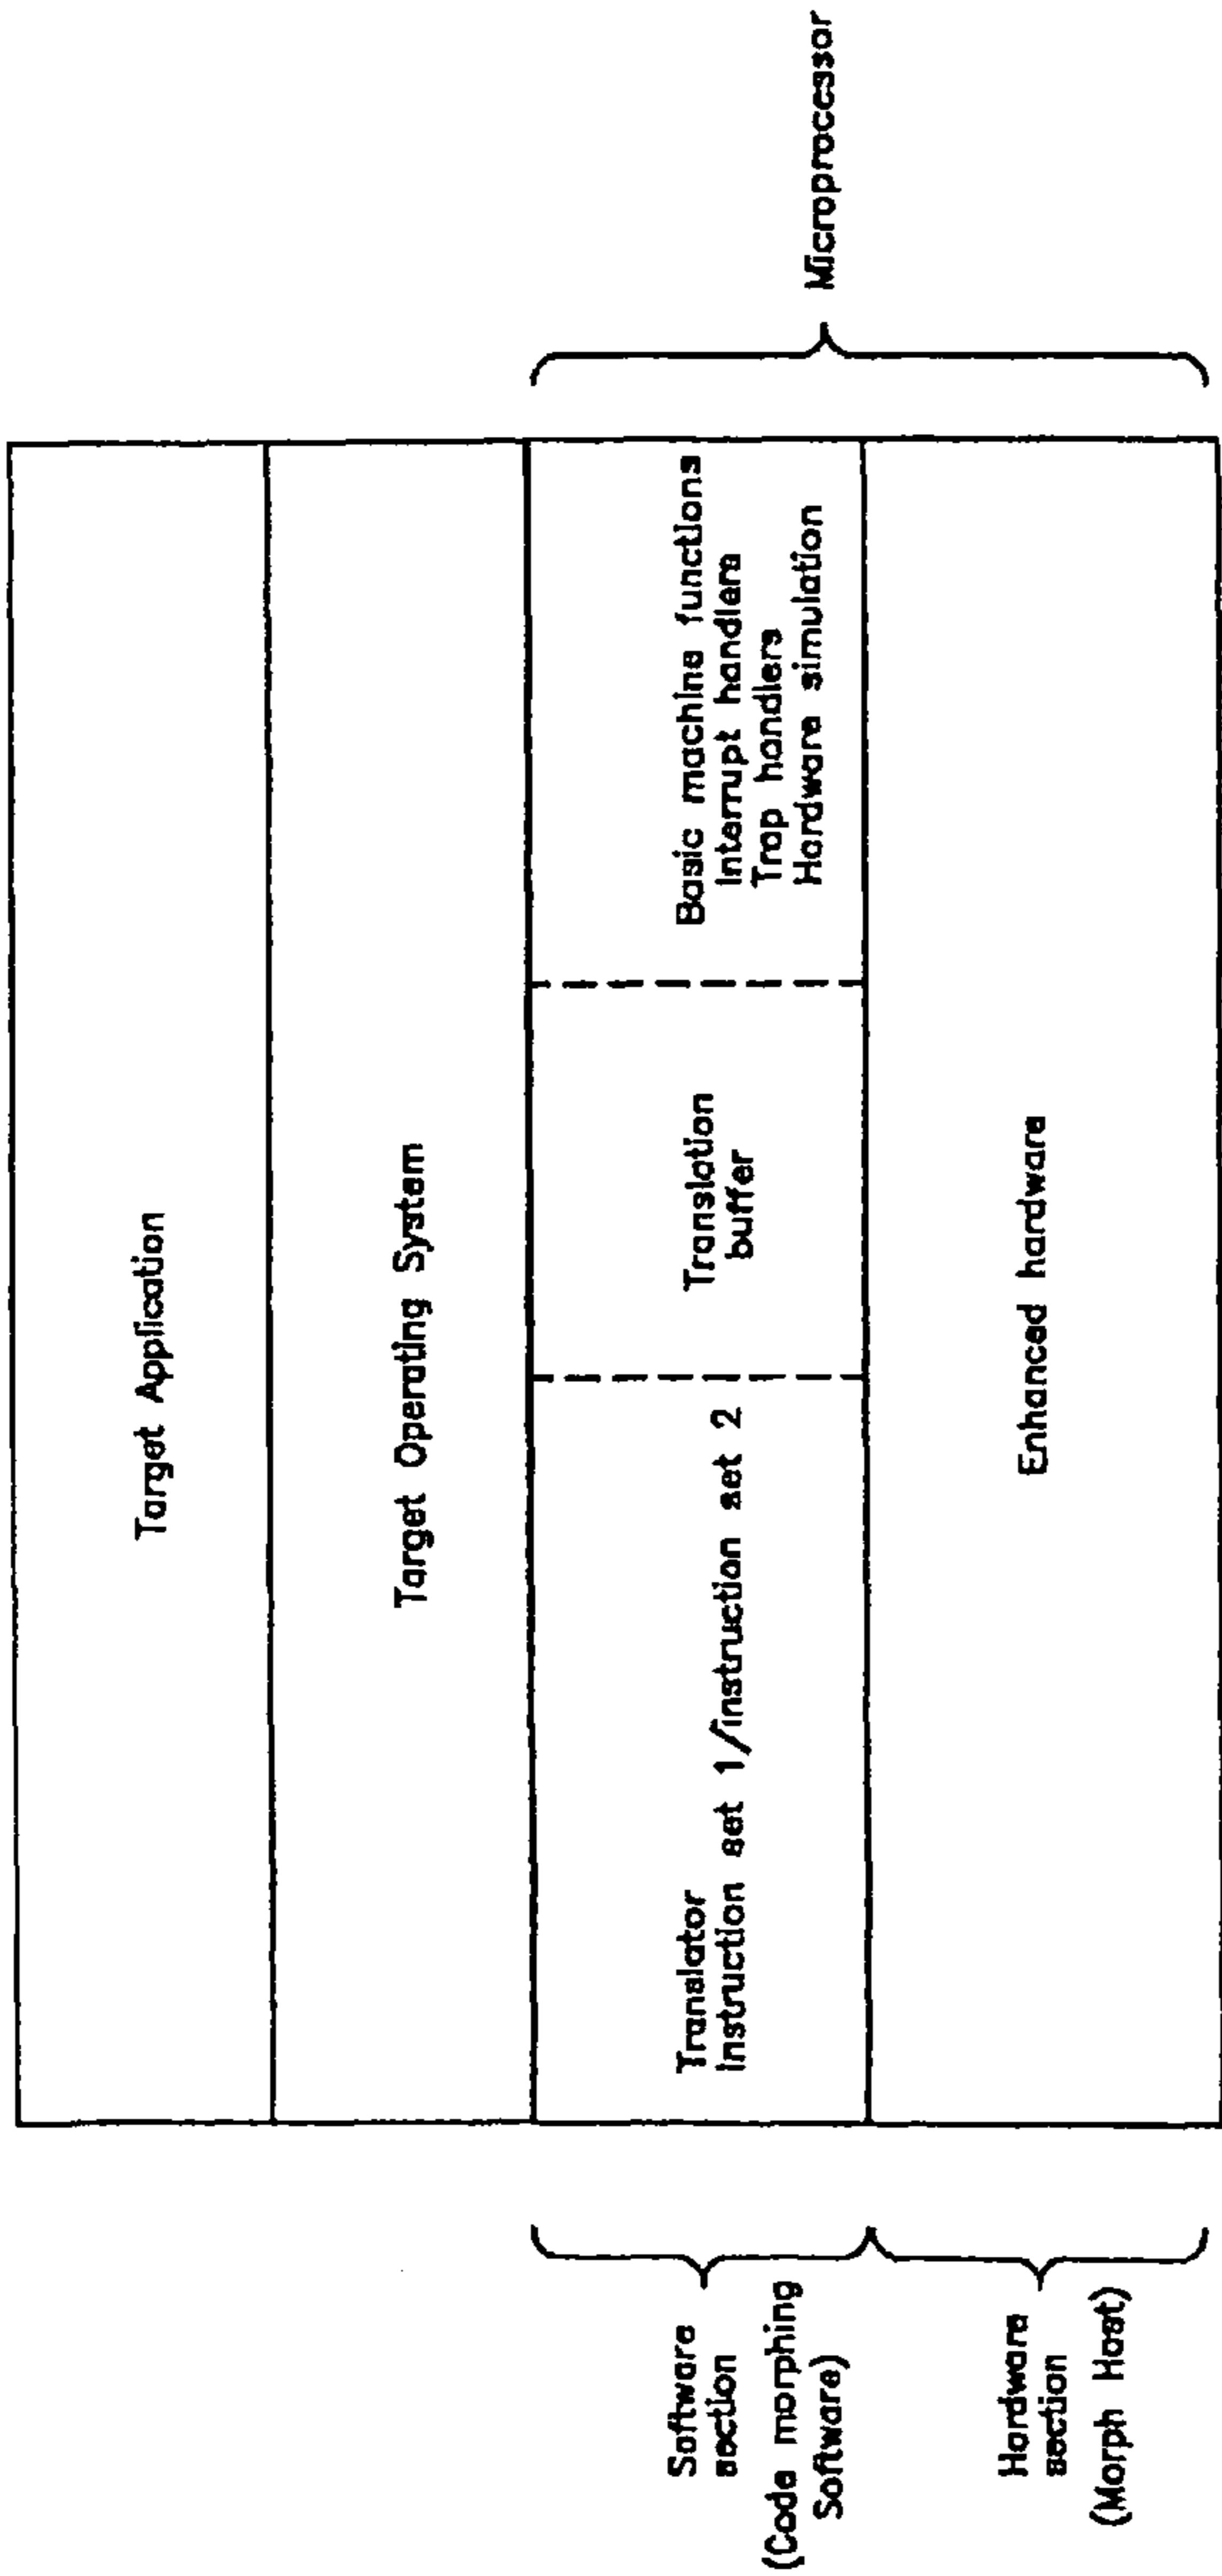 Target Application
Target Operating System
Translator
Instruction set 1/instruction set 2
Translation
buffer
Basic machine functions
Interrupt handlers
Trap handlers
Hardware simulation
Enhanced hardware
Software
section
(Code morphing
Software)
Hardware
section
(Morph Host)
Microprocessor